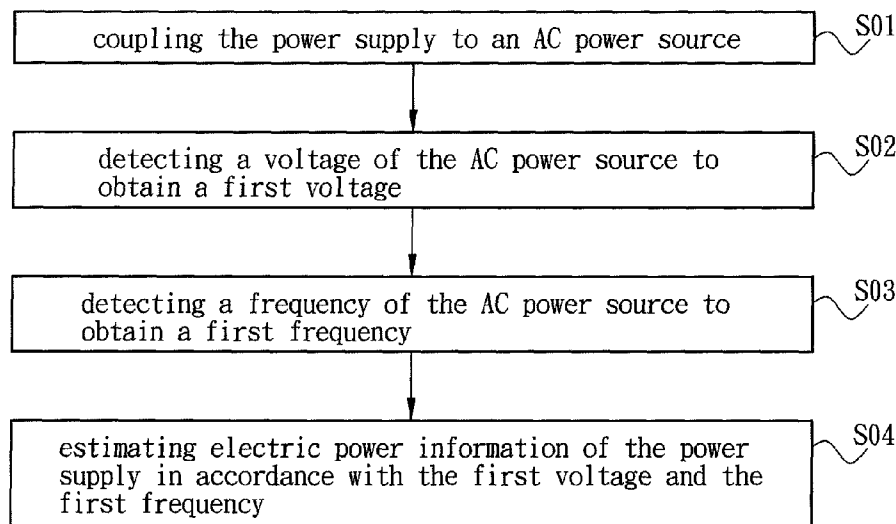 coupling the power supply to an AC power source
S01
detecting a voltage of the AC power source to
obtain a first voltage
S02
detecting a frequency of the AC power source to
obtain a first frequency
S03
estimating electric power information of the power
supply in accordance with the first voltage and the
first frequency
S04